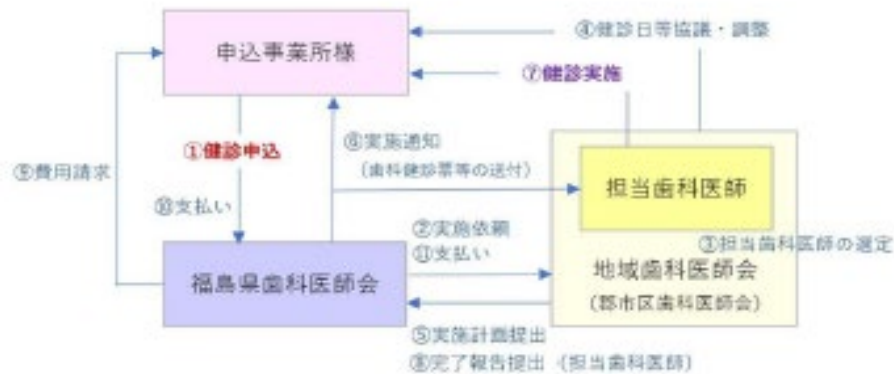 申込事業所様
④健診日等協議・調整
⑦健診実施
①健診申込
⑥実施通知
(歯科健診票等の送付)
⑨費用請求
担当歯科医師
⑩支払い
②実施依頼
⑪支払い
③担当歯科医師の選定
福島県歯科医師会
地域歯科医師会
(郡市区歯科医師会)
⑤実施計画提出
⑧完了報告提出 (担当歯科医師)